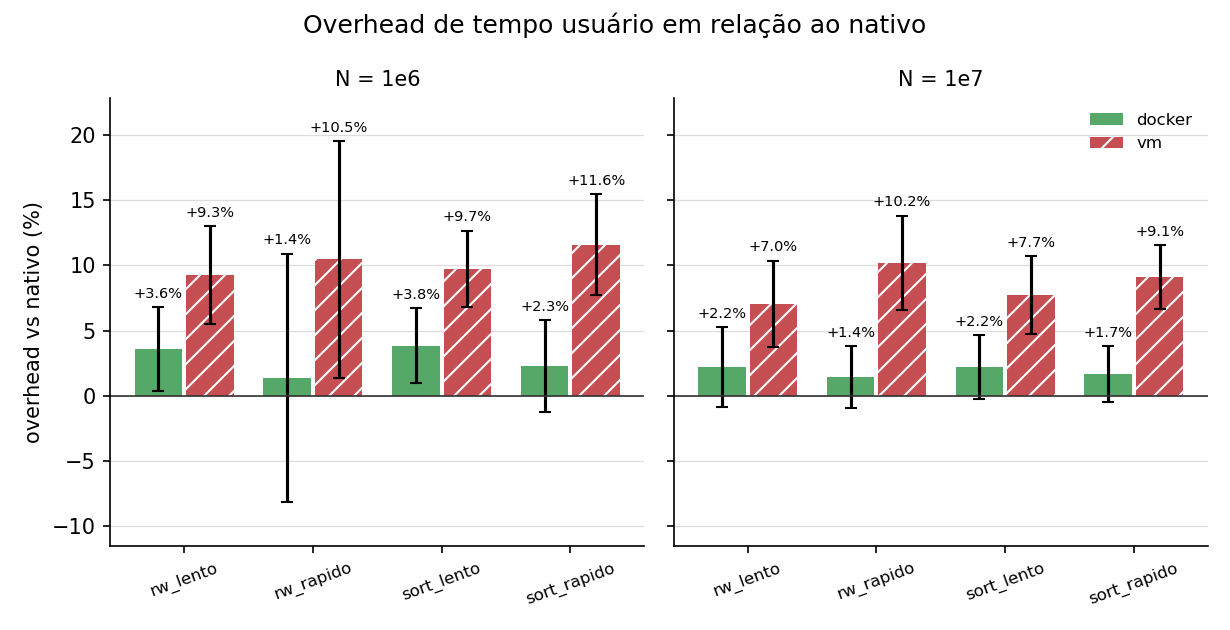 Overhead de tempo usuário em relação ao nativo
N = 1e6
N = 1e7
overhead vs nativo (%)
20
15
10
5
0
−5
−10
+3.6%
+9.3%
+1.4%
+10.5%
+3.8%
+9.7%
+2.3%
+11.6%
+2.2%
+7.0%
+1.4%
+10.2%
+2.2%
+7.7%
+1.7%
+9.1%
docker
vm
rw_lento
rw_rapido
sort_lento
sort_rapido
rw_lento
rw_rapido
sort_lento
sort_rapido